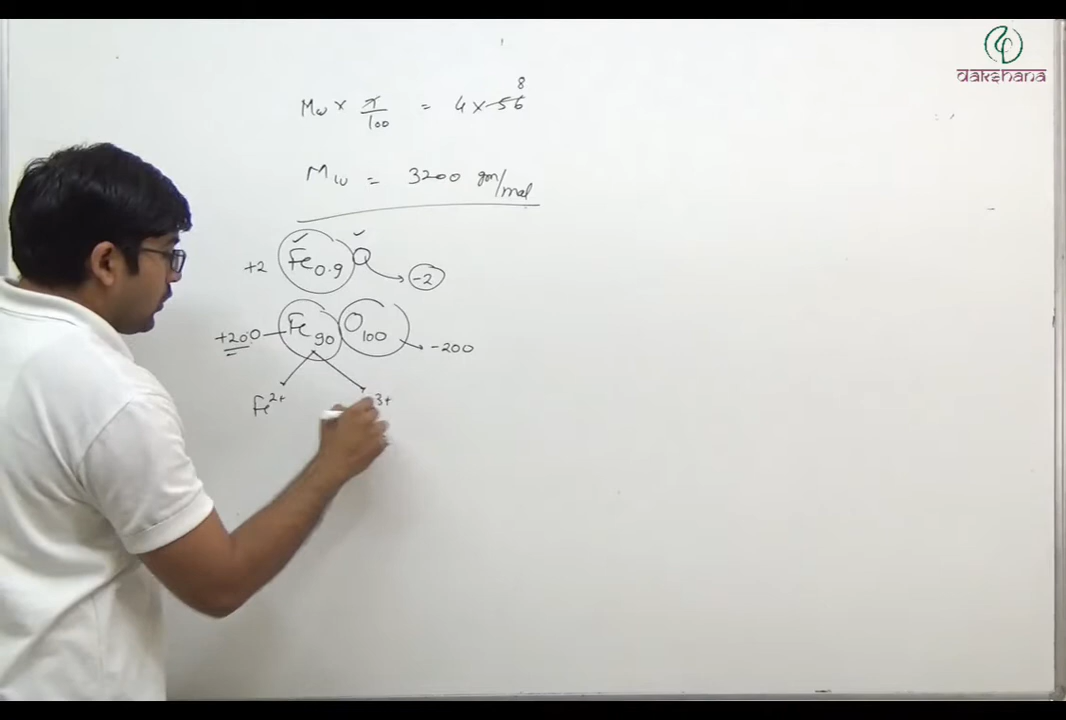 dakshana
8
Mw × 7/100 = 4 × 56
Mw = 3200 gm/mol
+2 Fe0.9 O → -2
+200 Fe90 O100 → -200
Fe2+ 3+